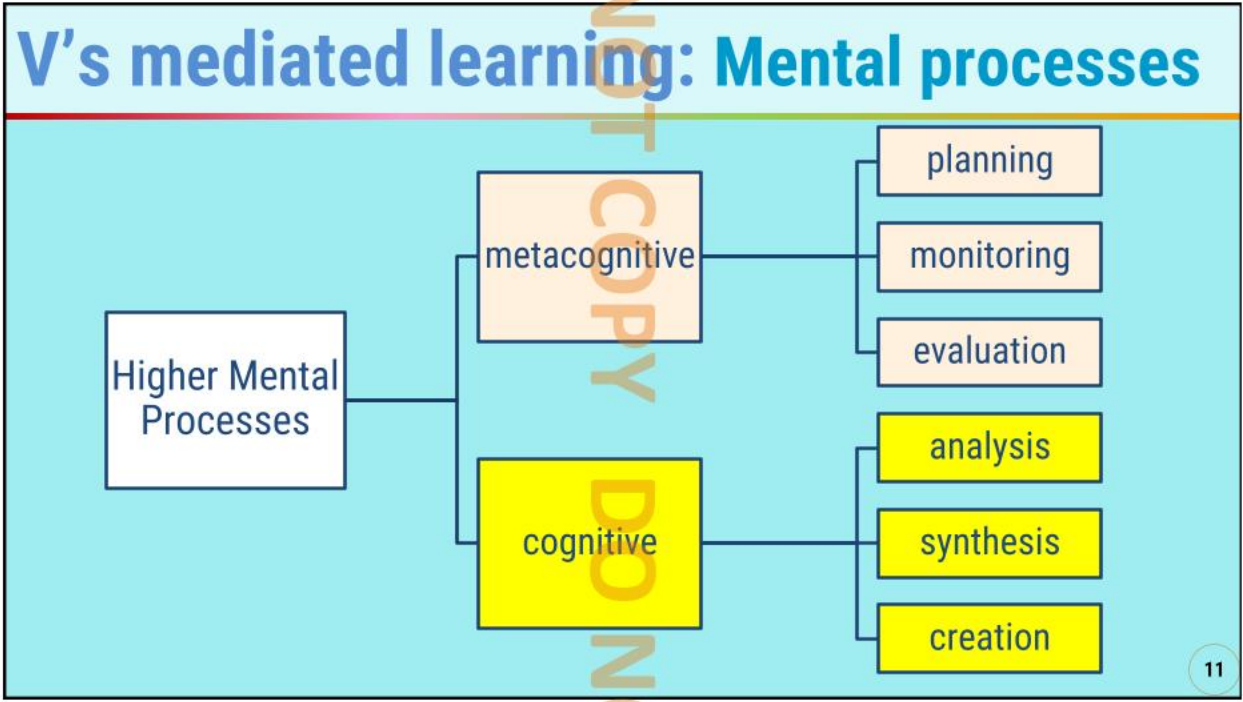 V's mediated learning: Mental processes
Higher Mental
Processes
metacognitive
planning
monitoring
evaluation
cognitive
analysis
synthesis
creation
11
NOT COPY DO N